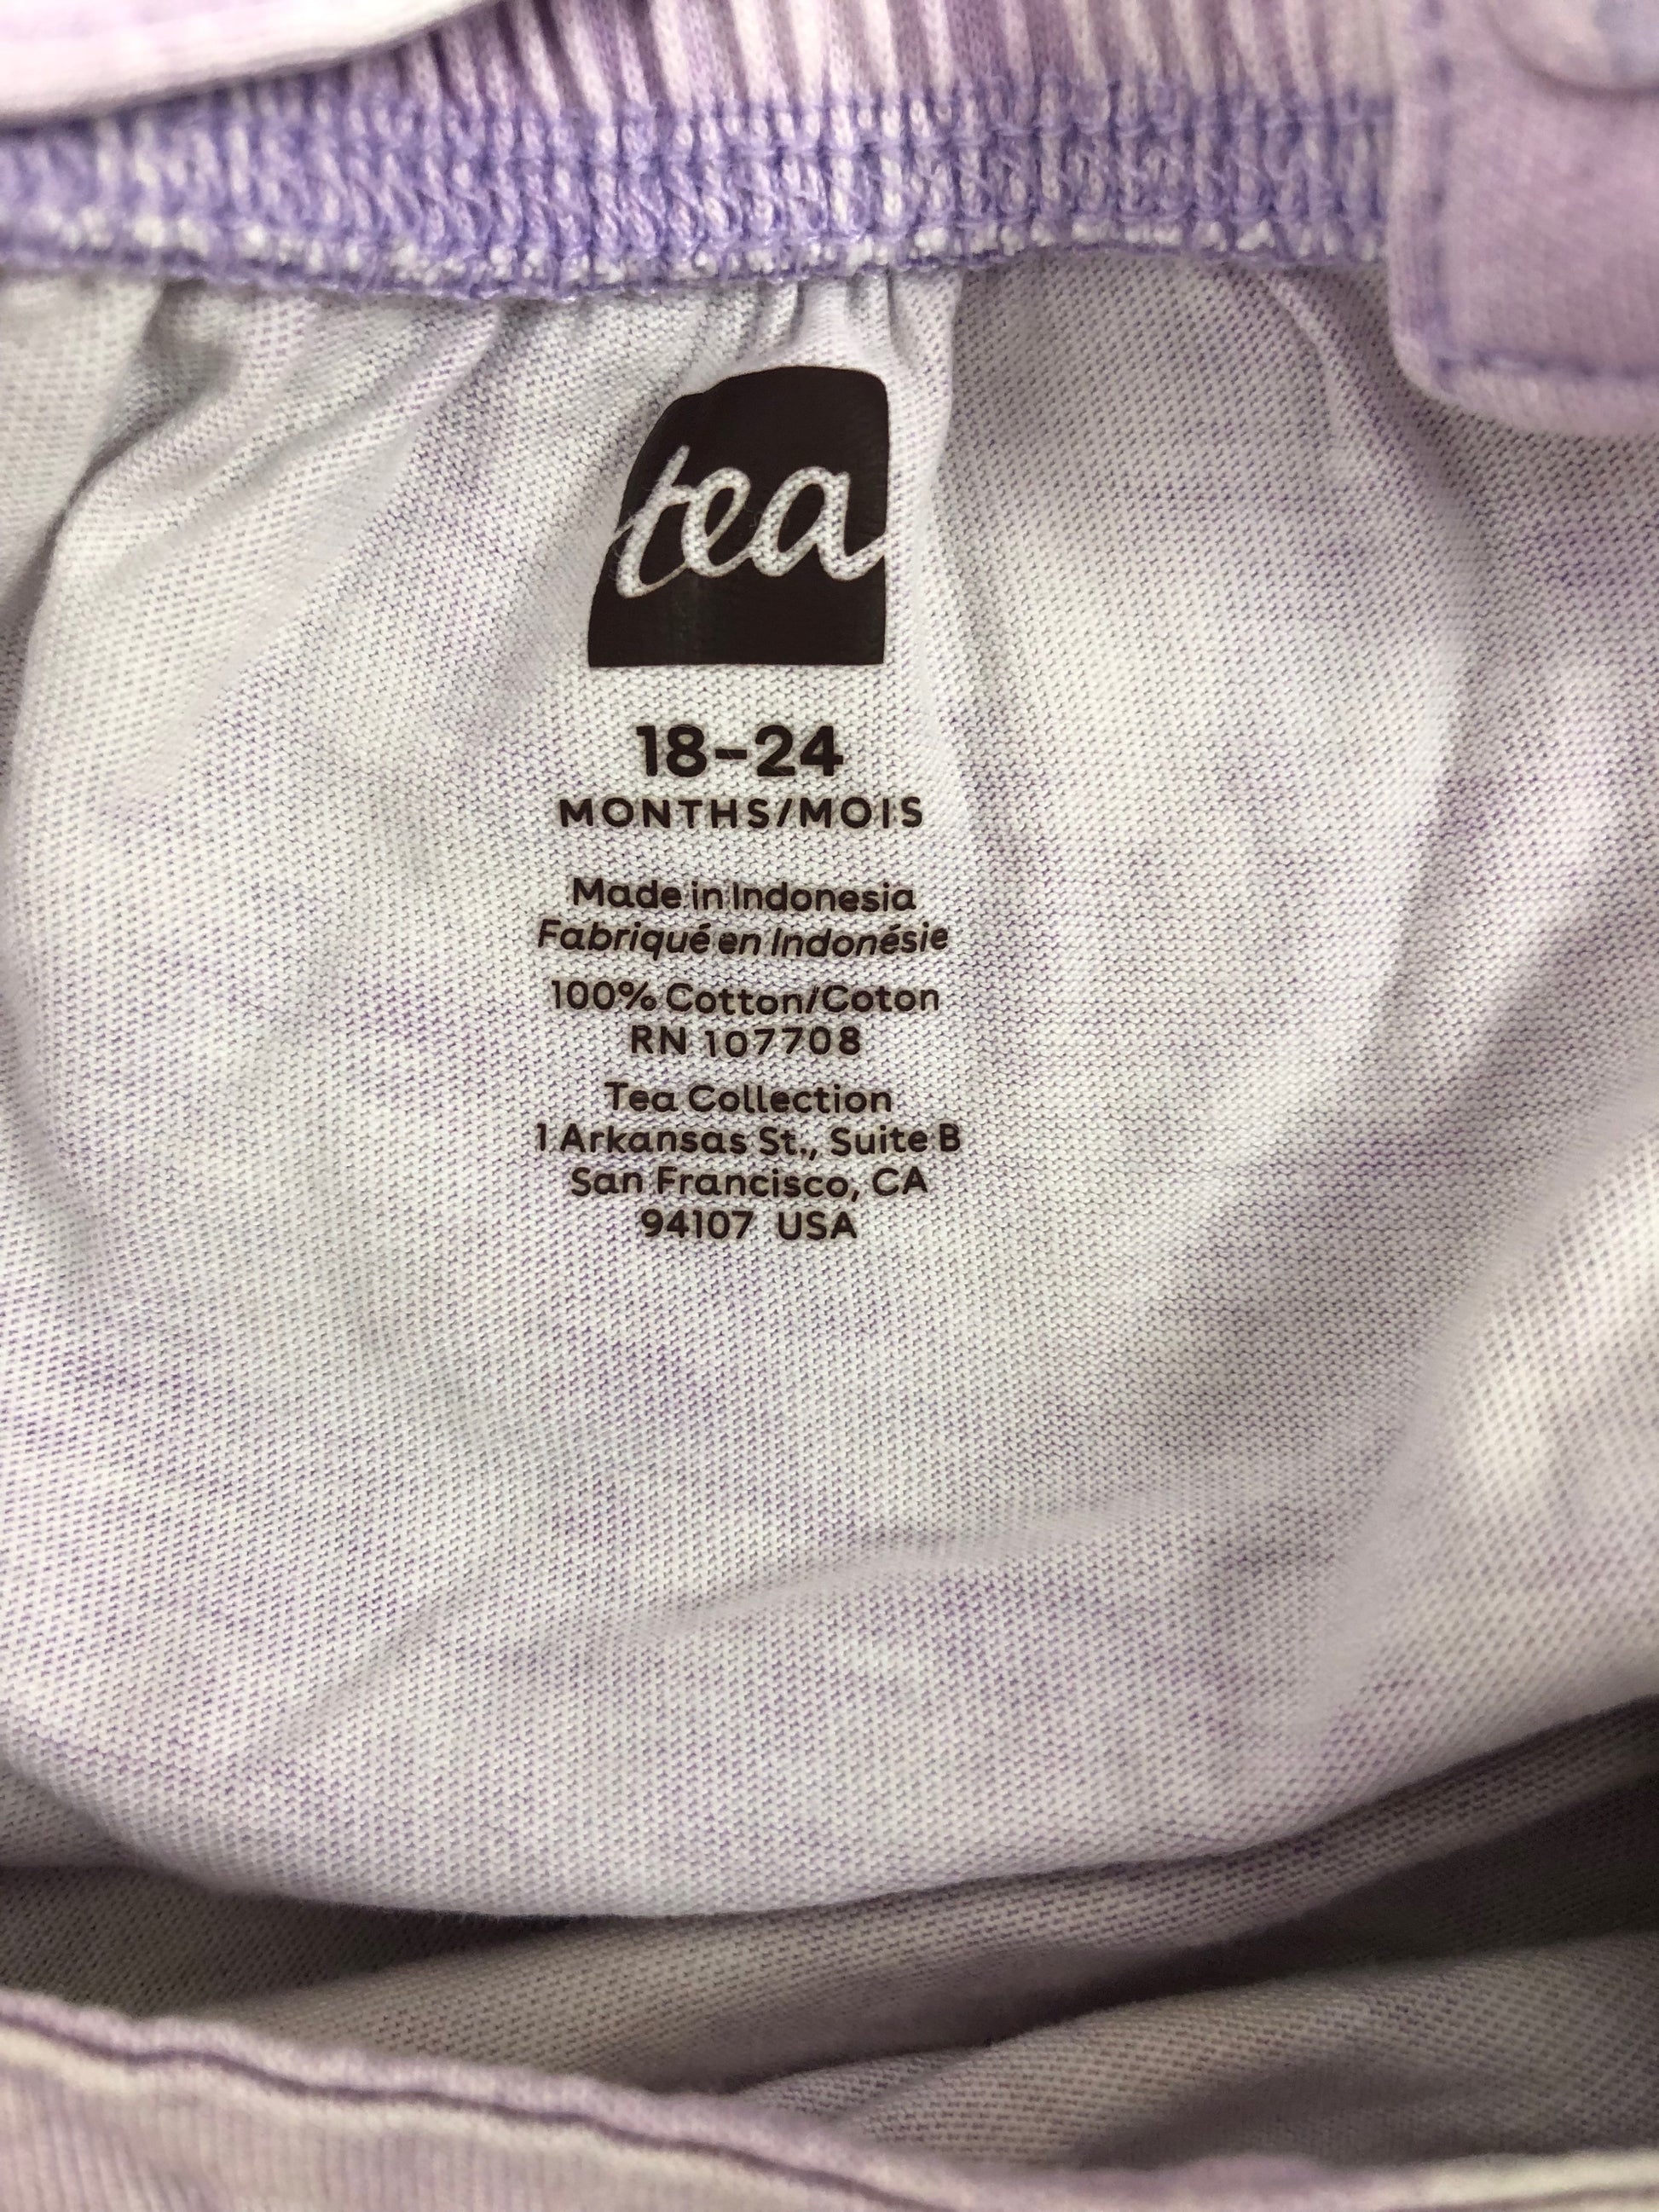 tea
18-24
MONTHS/MOIS
Made in Indonesia
Fabriqué en Indonésie
100% Cotton/Coton
RN 107708
Tea Collection
1 Arkansas St., Suite B
San Francisco, CA
94107 USA